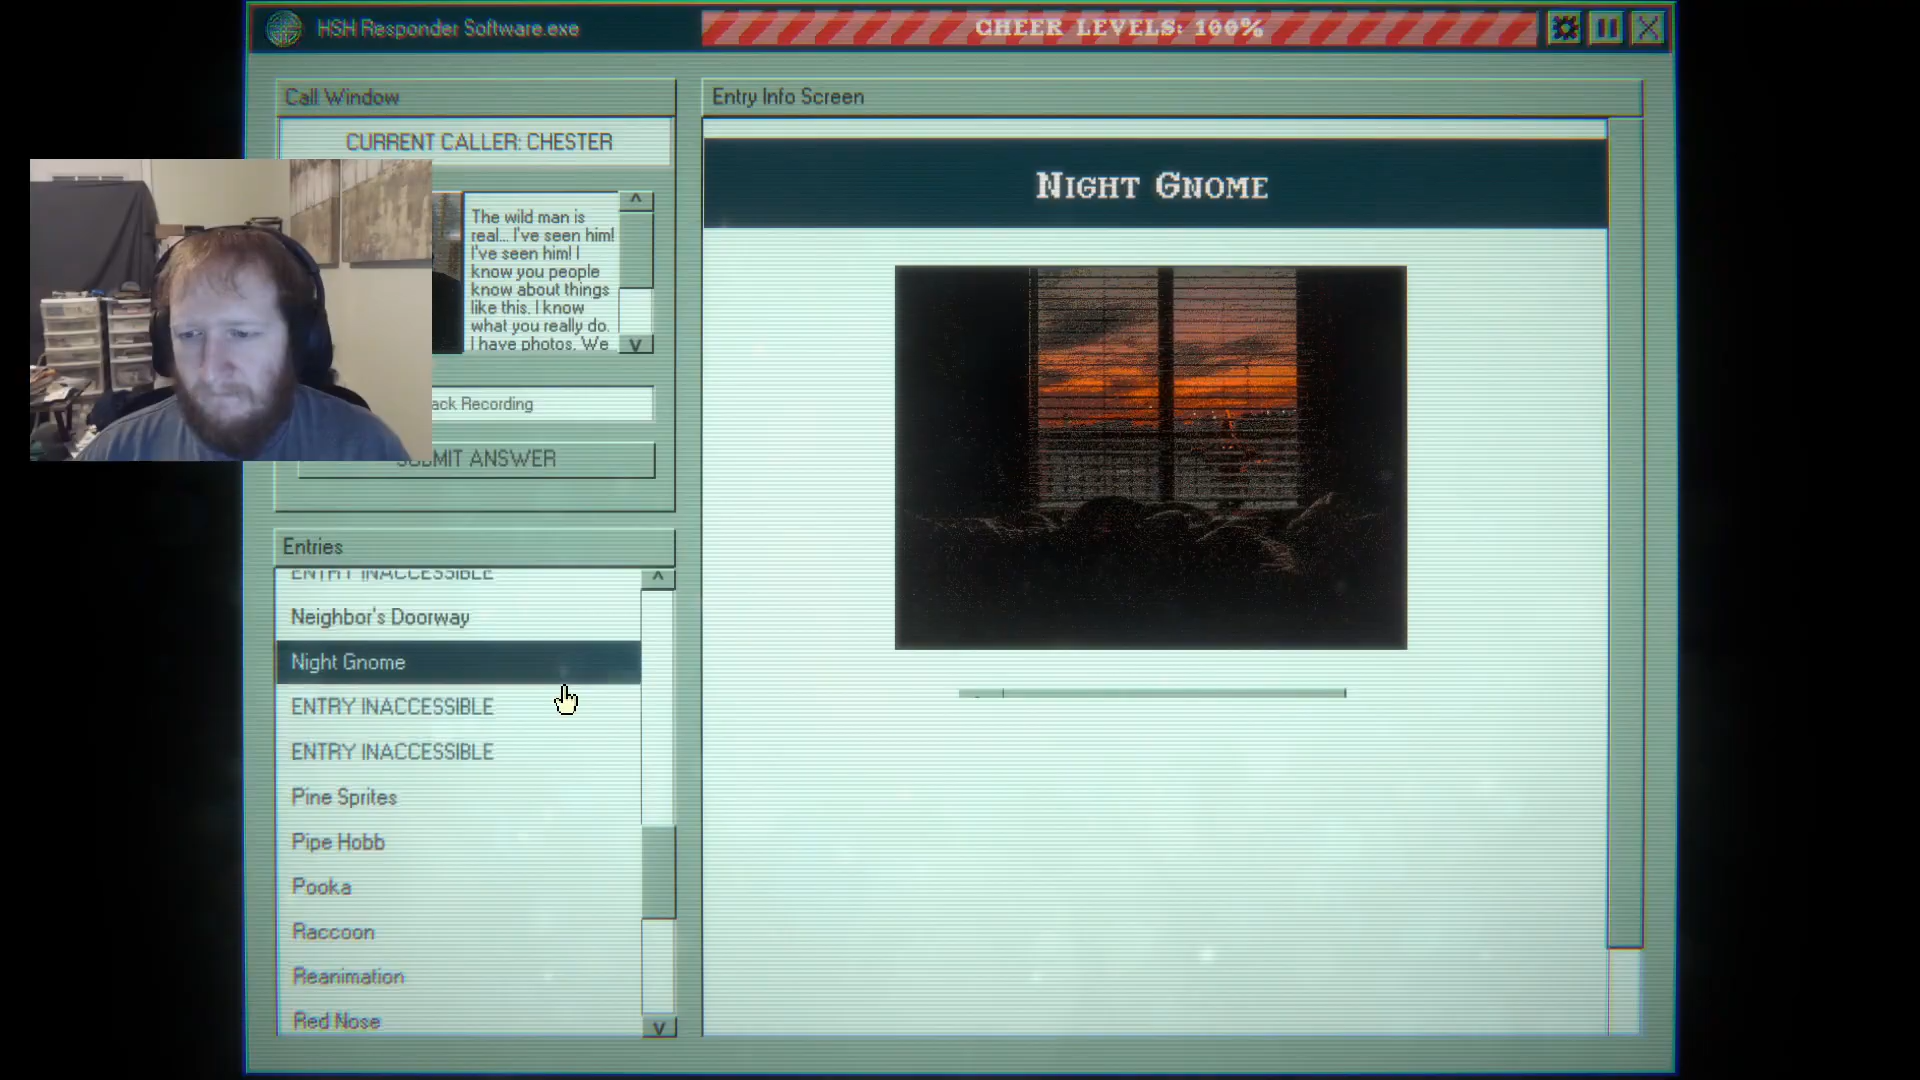 HSH Responder Software.exe
CHEER LEVELS: 100%
Call Window
CURRENT CALLER: CHESTER
The wild man is
real... I've seen him!
I've seen him! I
know you people
know about things
like this. I know
what you really do.
I have photos. We
ack Recording
SUBMIT ANSWER
Entries
ENTRY INACCESSIBLE
Neighbor's Doorway
Night Gnome
ENTRY INACCESSIBLE
ENTRY INACCESSIBLE
Pine Sprites
Pipe Hobb
Pooka
Raccoon
Reanimation
Red Nose
Entry Info Screen
NIGHT GNOME